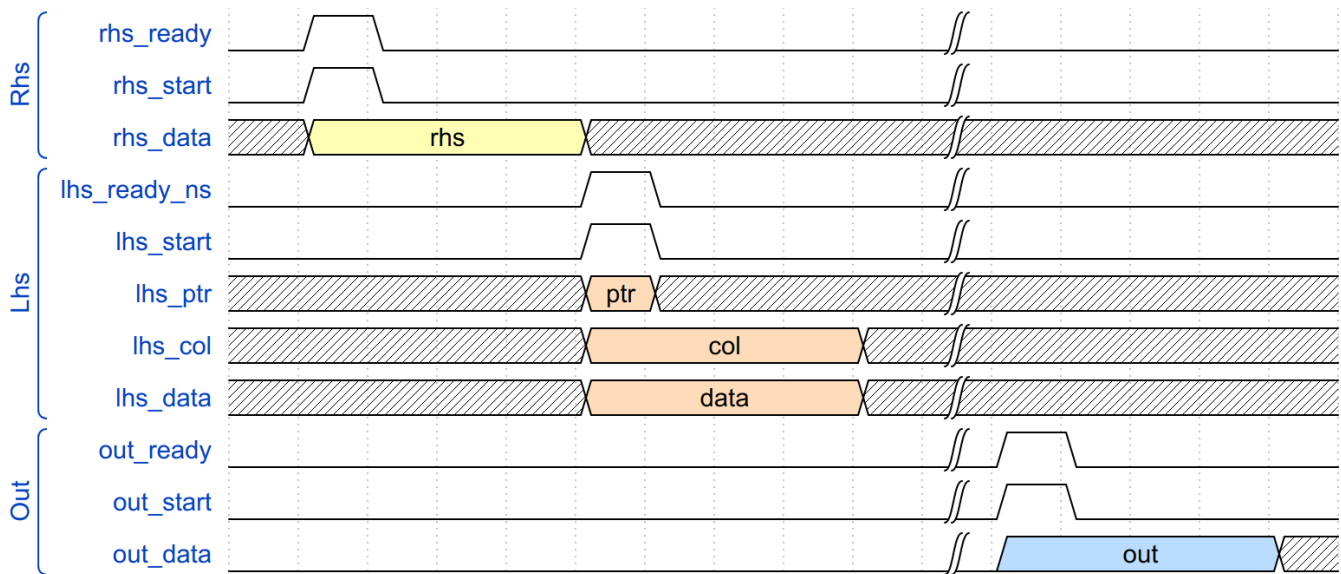 Rhs
rhs_ready
rhs_start
rhs_data
rhs
Lhs
lhs_ready_ns
lhs_start
lhs_ptr
ptr
lhs_col
col
lhs_data
data
Out
out_ready
out_start
out_data
out